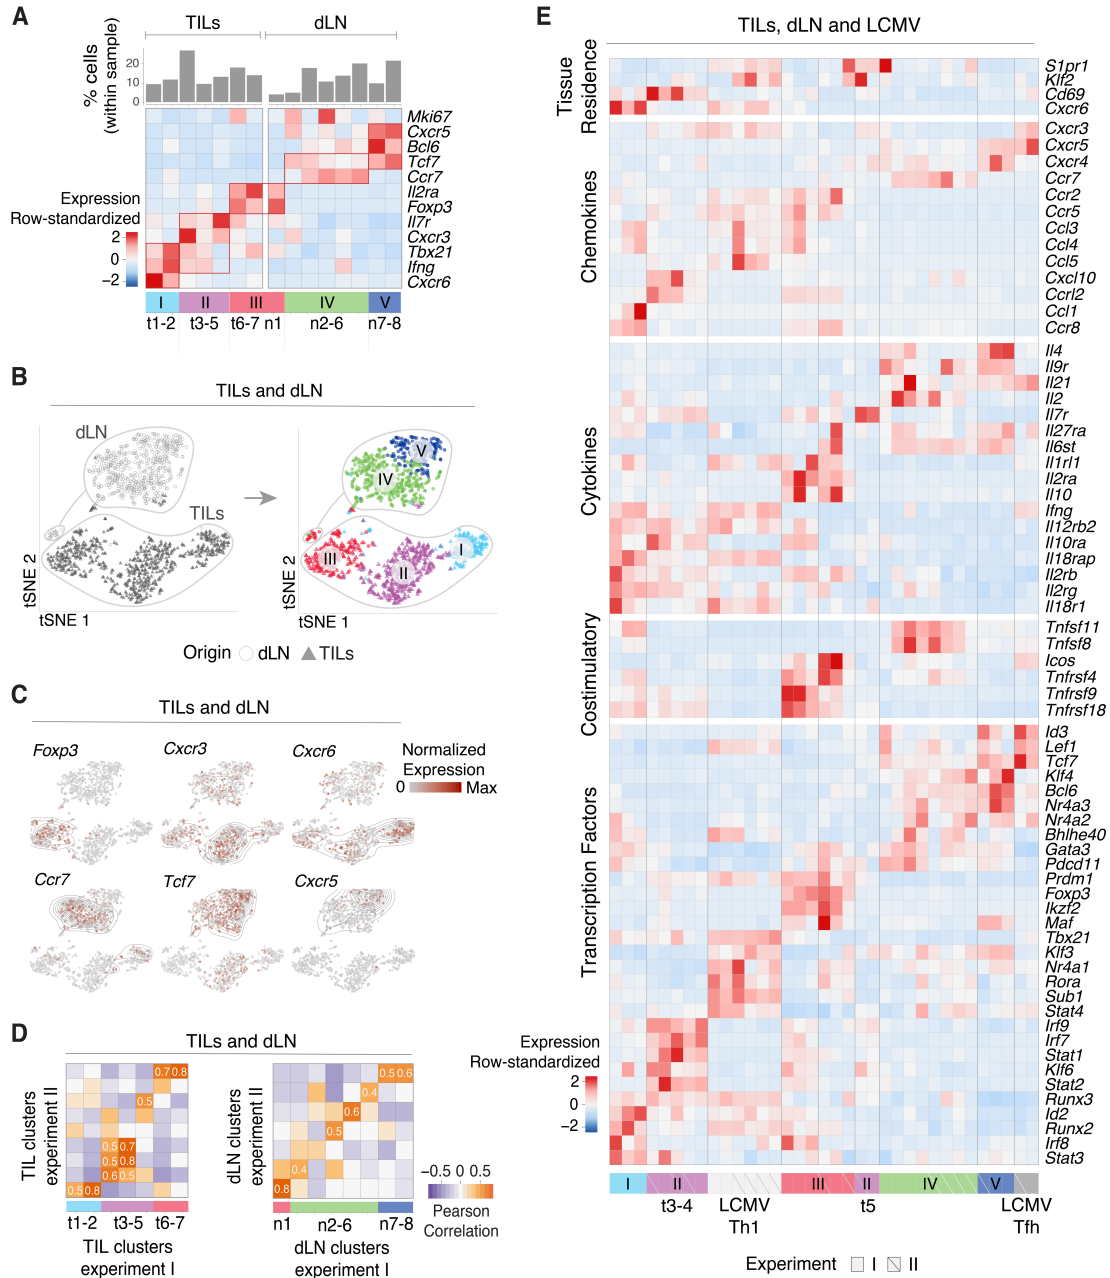 A
TILs
dLN
% cells
(within sample)
20
10
0
Mki67
Cxcr5
Bcl6
Tcf7
Ccr7
Il2ra
Foxp3
Il7r
Cxcr3
Tbx21
Ifng
Cxcr6
Expression
Row-standardized
2
0
−2
I
II
III
IV
V
t1-2
t3-5
t6-7
n1
n2-6
n7-8
B
TILs and dLN
dLN
TILs
tSNE 2
tSNE 1
V
IV
III
II
I
tSNE 2
tSNE 1
Origin
dLN
TILs
C
TILs and dLN
Foxp3
Cxcr3
Cxcr6
Normalized
Expression
0
Max
Ccr7
Tcf7
Cxcr5
D
TILs and dLN
TIL clusters
experiment II
0.7 0.8
0.5
0.5 0.7
0.5 0.8
0.6 0.5
0.5 0.8
t1-2
t3-5
t6-7
TIL clusters
experiment I
dLN clusters
experiment II
0.5 0.6
0.4
0.6
0.5
0.4
0.8
n1
n2-6
n7-8
dLN clusters
experiment I
−0.5 0 0.5
Pearson
Correlation
E
TILs, dLN and LCMV
Tissue
Residence
S1pr1
Klf2
Cd69
Cxcr6
Chemokines
Cxcr3
Cxcr5
Cxcr4
Ccr7
Ccr2
Ccr5
Ccl3
Ccl4
Ccl5
Cxcl10
Ccrl2
Ccl1
Ccr8
Cytokines
Il4
Il9r
Il21
Il2
Il7r
Il27ra
Il6st
Il1rl1
Il2ra
Il10
Ifng
Il12rb2
Il10ra
Il18rap
Il2rb
Il2rg
Il18r1
Costimulatory
Tnfsf11
Tnfsf8
Icos
Tnfrsf4
Tnfrsf9
Tnfrsf18
Transcription Factors
Id3
Lef1
Tcf7
Klf4
Bcl6
Nr4a3
Nr4a2
Bhlhe40
Gata3
Pdcd11
Prdm1
Foxp3
Ikzf2
Maf
Tbx21
Klf3
Nr4a1
Rora
Sub1
Stat4
Irf9
Irf7
Stat1
Klf6
Stat2
Runx3
Id2
Runx2
Irf8
Stat3
Expression
Row-standardized
2
0
−2
I
II
III
II
IV
V
t3-4
LCMV
Th1
t5
LCMV
Tfh
Experiment
I
II